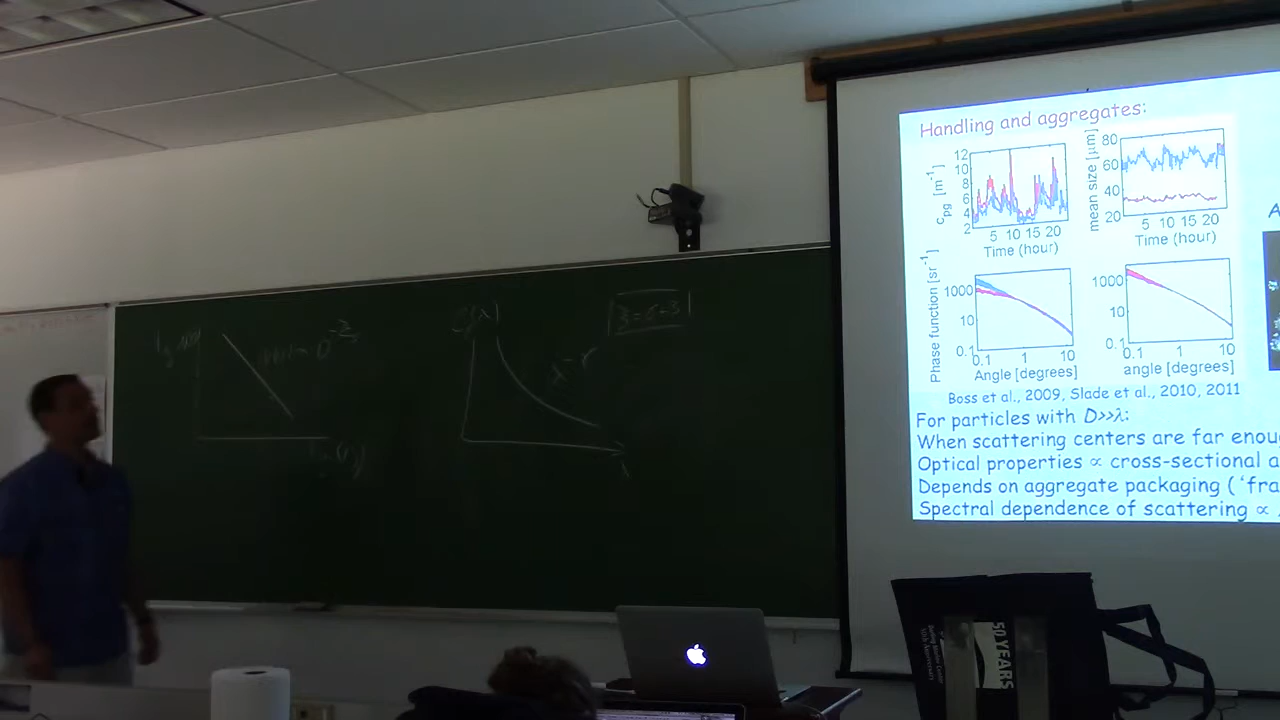 Handling and aggregates:
12
10
8
6
4
2
c_pg [m⁻¹]
5 10 15 20
Time (hour)
80
60
40
20
mean size [μm]
5 10 15 20
Time (hour)
Phase function [sr⁻¹]
1000
10
0.1
0.1 1 10
Angle [degrees]
1000
10
0.1
0.1 1 10
angle [degrees]
Boss et al., 2009, Slade et al., 2010, 2011
For particles with D>>λ:
When scattering centers are far enou
Optical properties ∝ cross-sectional a
Depends on aggregate packaging ( 'fra
Spectral dependence of scattering ∝
A
50 YEARS